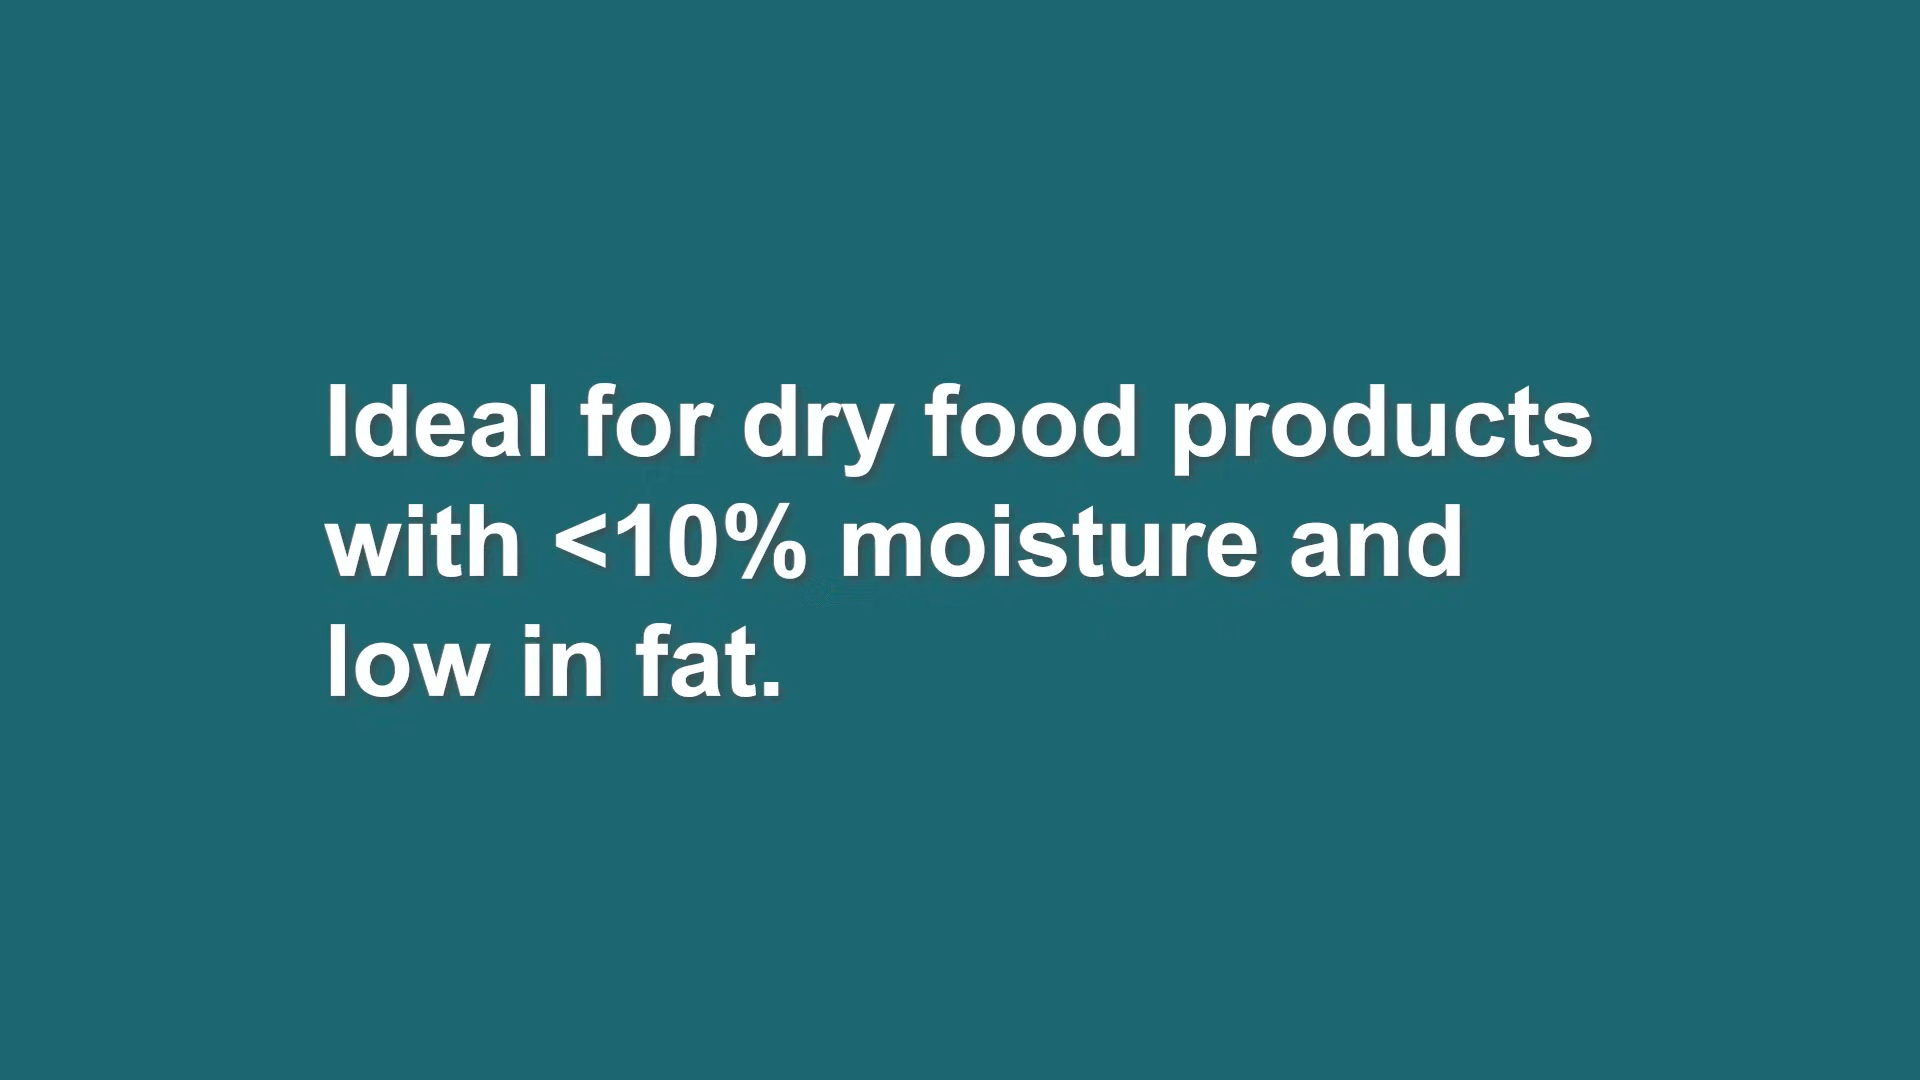 Ideal for dry food products
with <10% moisture and
low in fat.